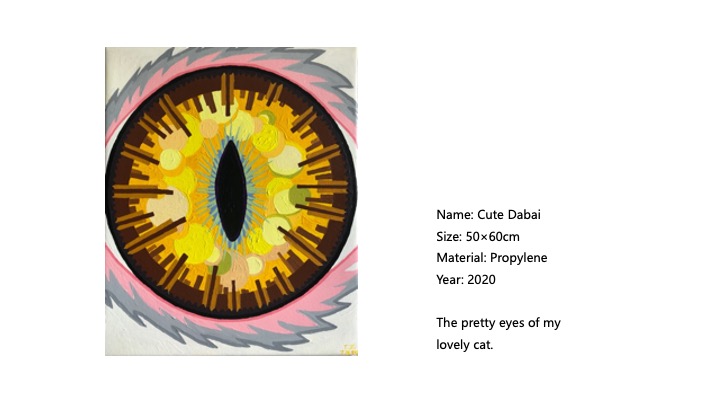 Name: Cute Dabai
Size: 50×60cm
Material: Propylene
Year: 2020
The pretty eyes of my
lovely cat.